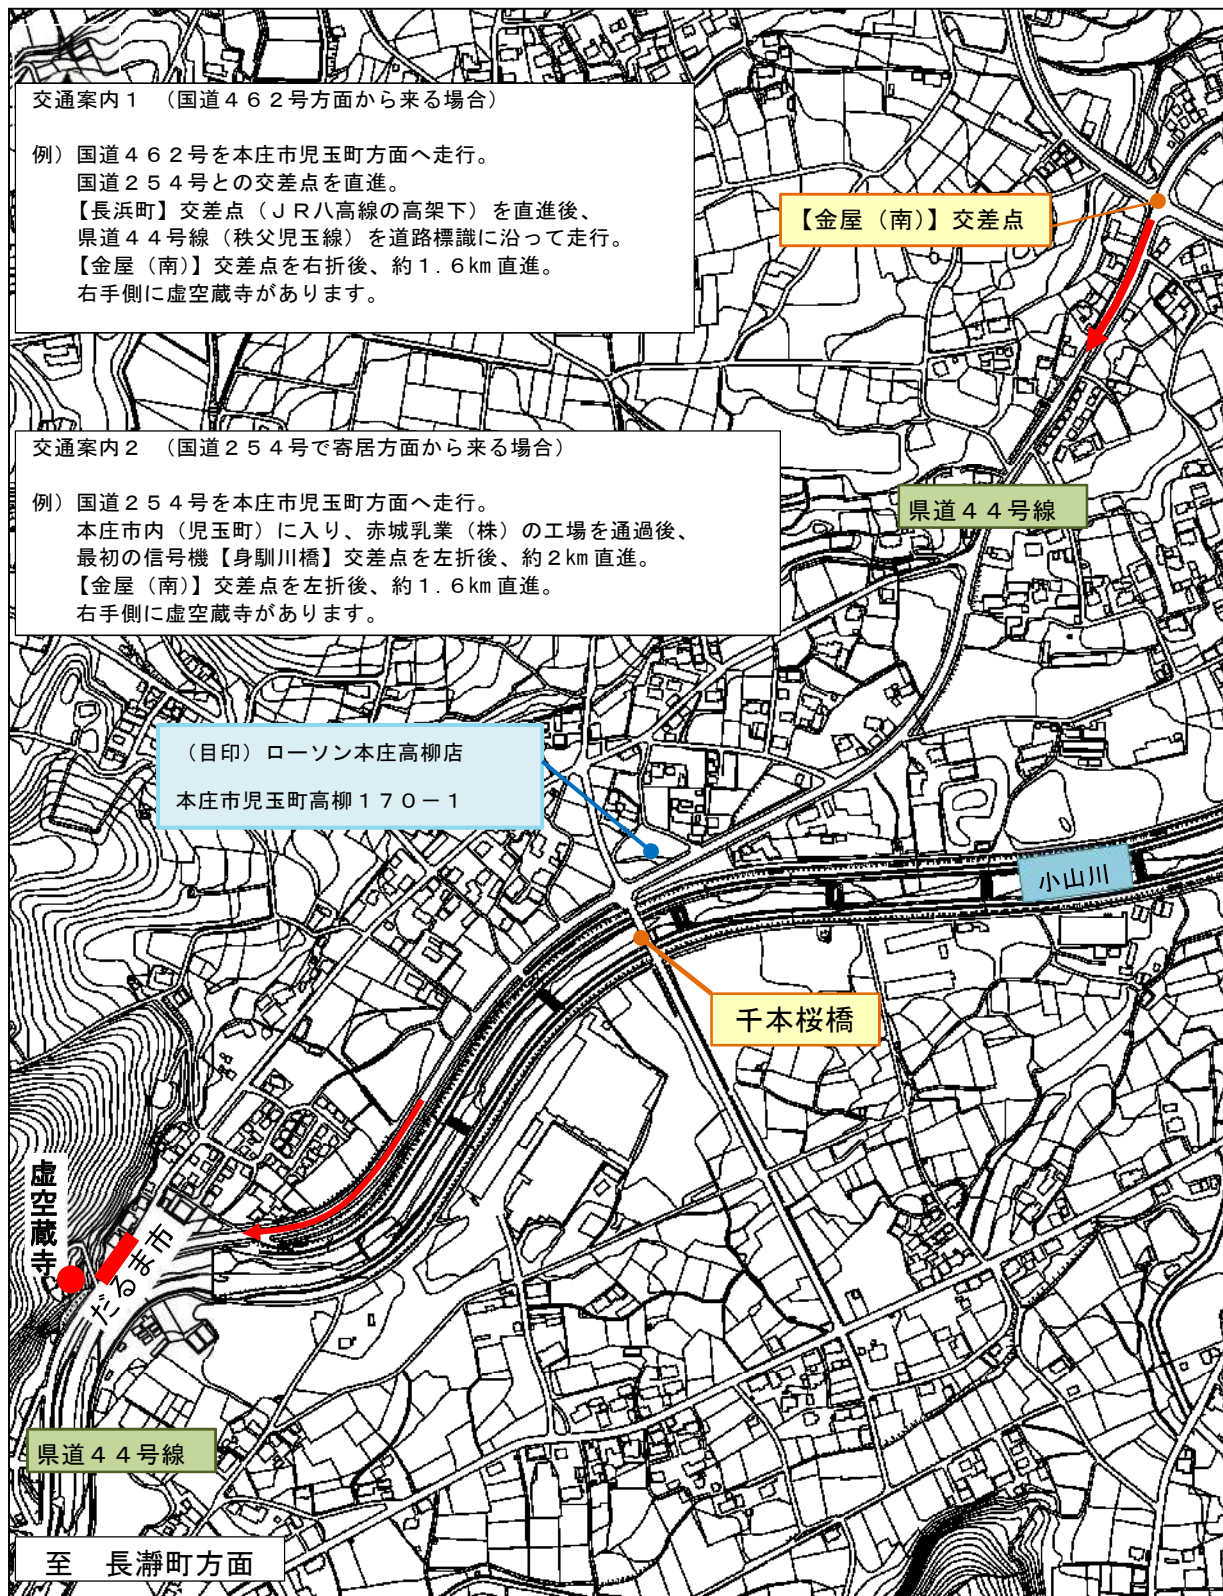 交通案内１　（国道４６２号方面から来る場合）
例）国道４６２号を本庄市児玉町方面へ走行。
国道２５４号との交差点を直進。
【長浜町】交差点（ＪＲ八高線の高架下）を直進後、
県道４４号線（秩父児玉線）を道路標識に沿って走行。
【金屋（南）】交差点を右折後、約１.６km 直進。
右手側に虚空蔵寺があります。
【金屋（南）】交差点
交通案内２　（国道２５４号で寄居方面から来る場合）
例）国道２５４号を本庄市児玉町方面へ走行。
本庄市内（児玉町）に入り、赤城乳業（株）の工場を通過後、
最初の信号機【身馴川橋】交差点を左折後、約２km 直進。
【金屋（南）】交差点を左折後、約１.６km 直進。
右手側に虚空蔵寺があります。
県道４４号線
（目印）ローソン本庄高柳店
本庄市児玉町高柳１７０－１
小山川
千本桜橋
虚空蔵寺
だるま市
県道４４号線
至　長瀞町方面